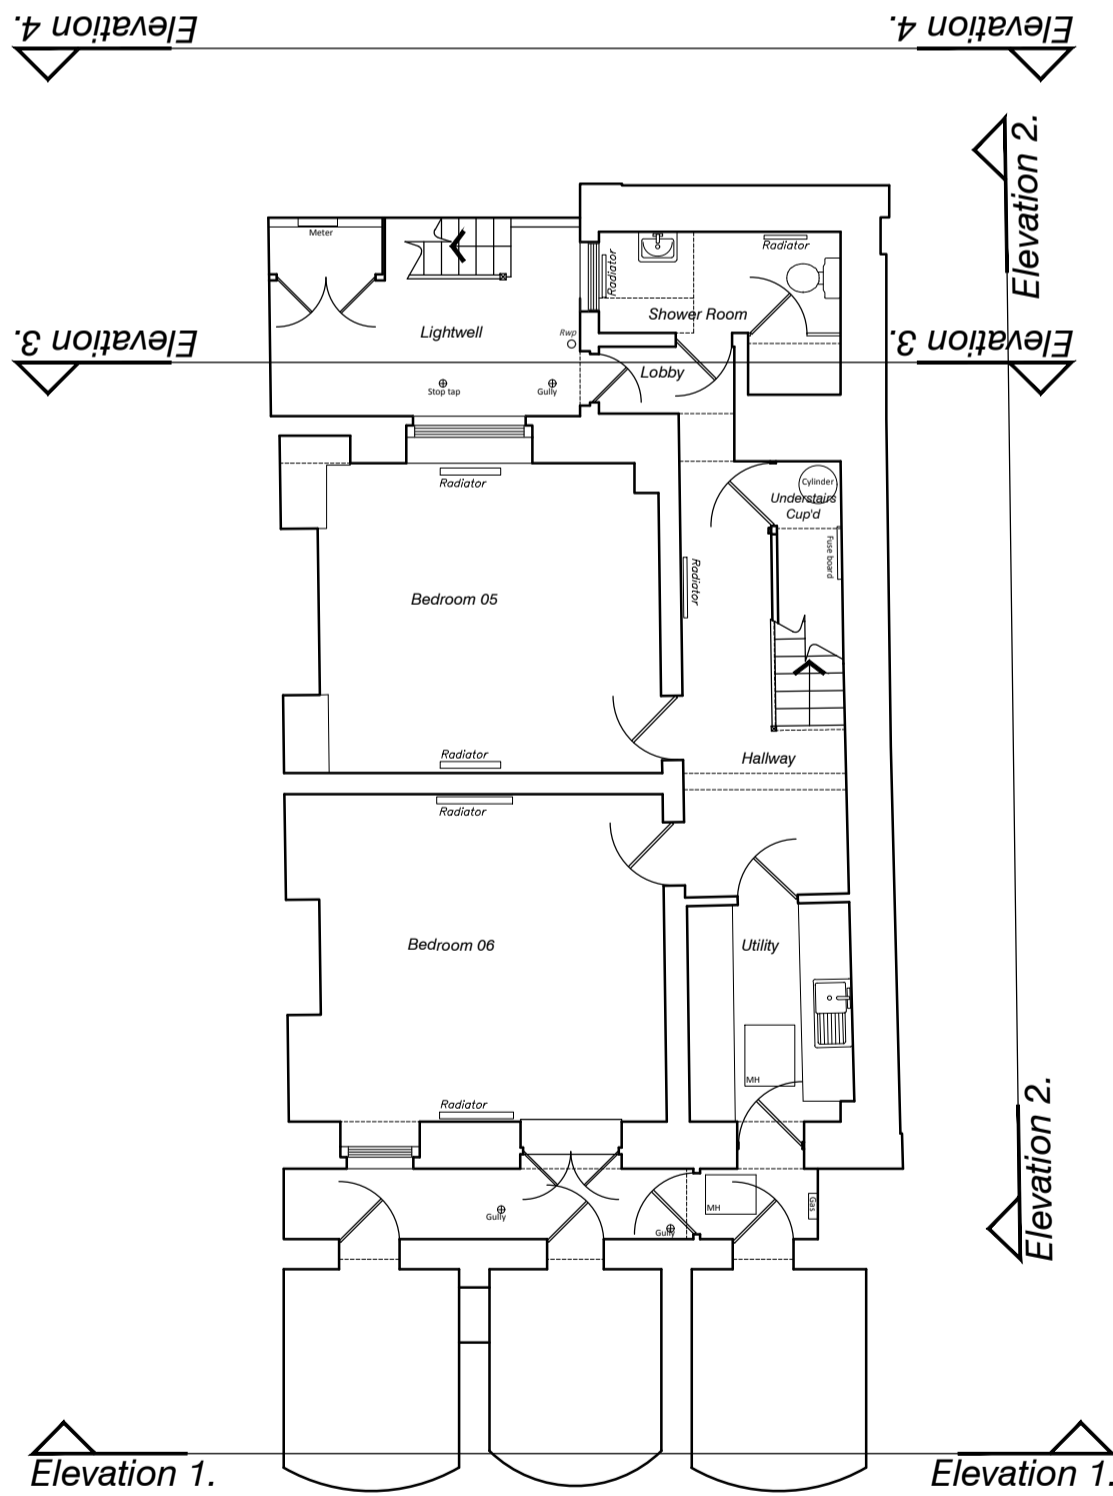 Elevation 4.
Elevation 4.
Elevation 2.
Meter
Radiator
Radiator
Shower Room
Lightwell
Rwp
Elevation 3.
Elevation 3.
Lobby
Stop tap
Gully
Radiator
Cylinder
Understairs
Cup'd
Fuse board
Radiator
Bedroom 05
Radiator
Hallway
Radiator
Bedroom 06
Utility
MH
Radiator
Elevation 2.
MH
Gas
Gully
Gully
Elevation 1.
Elevation 1.